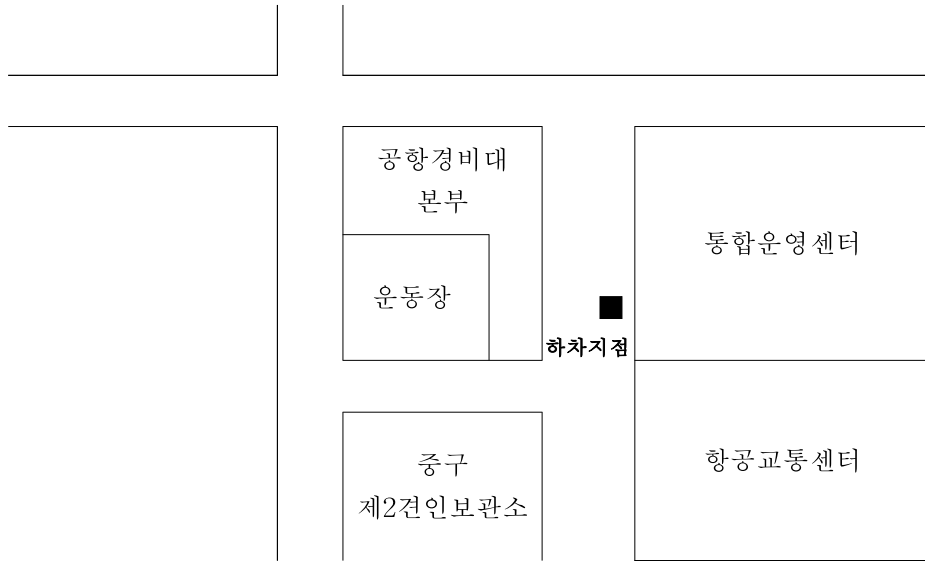 공항경비대
본부
통합운영센터
운동장
하차지점
중구
제2견인보관소
항공교통센터